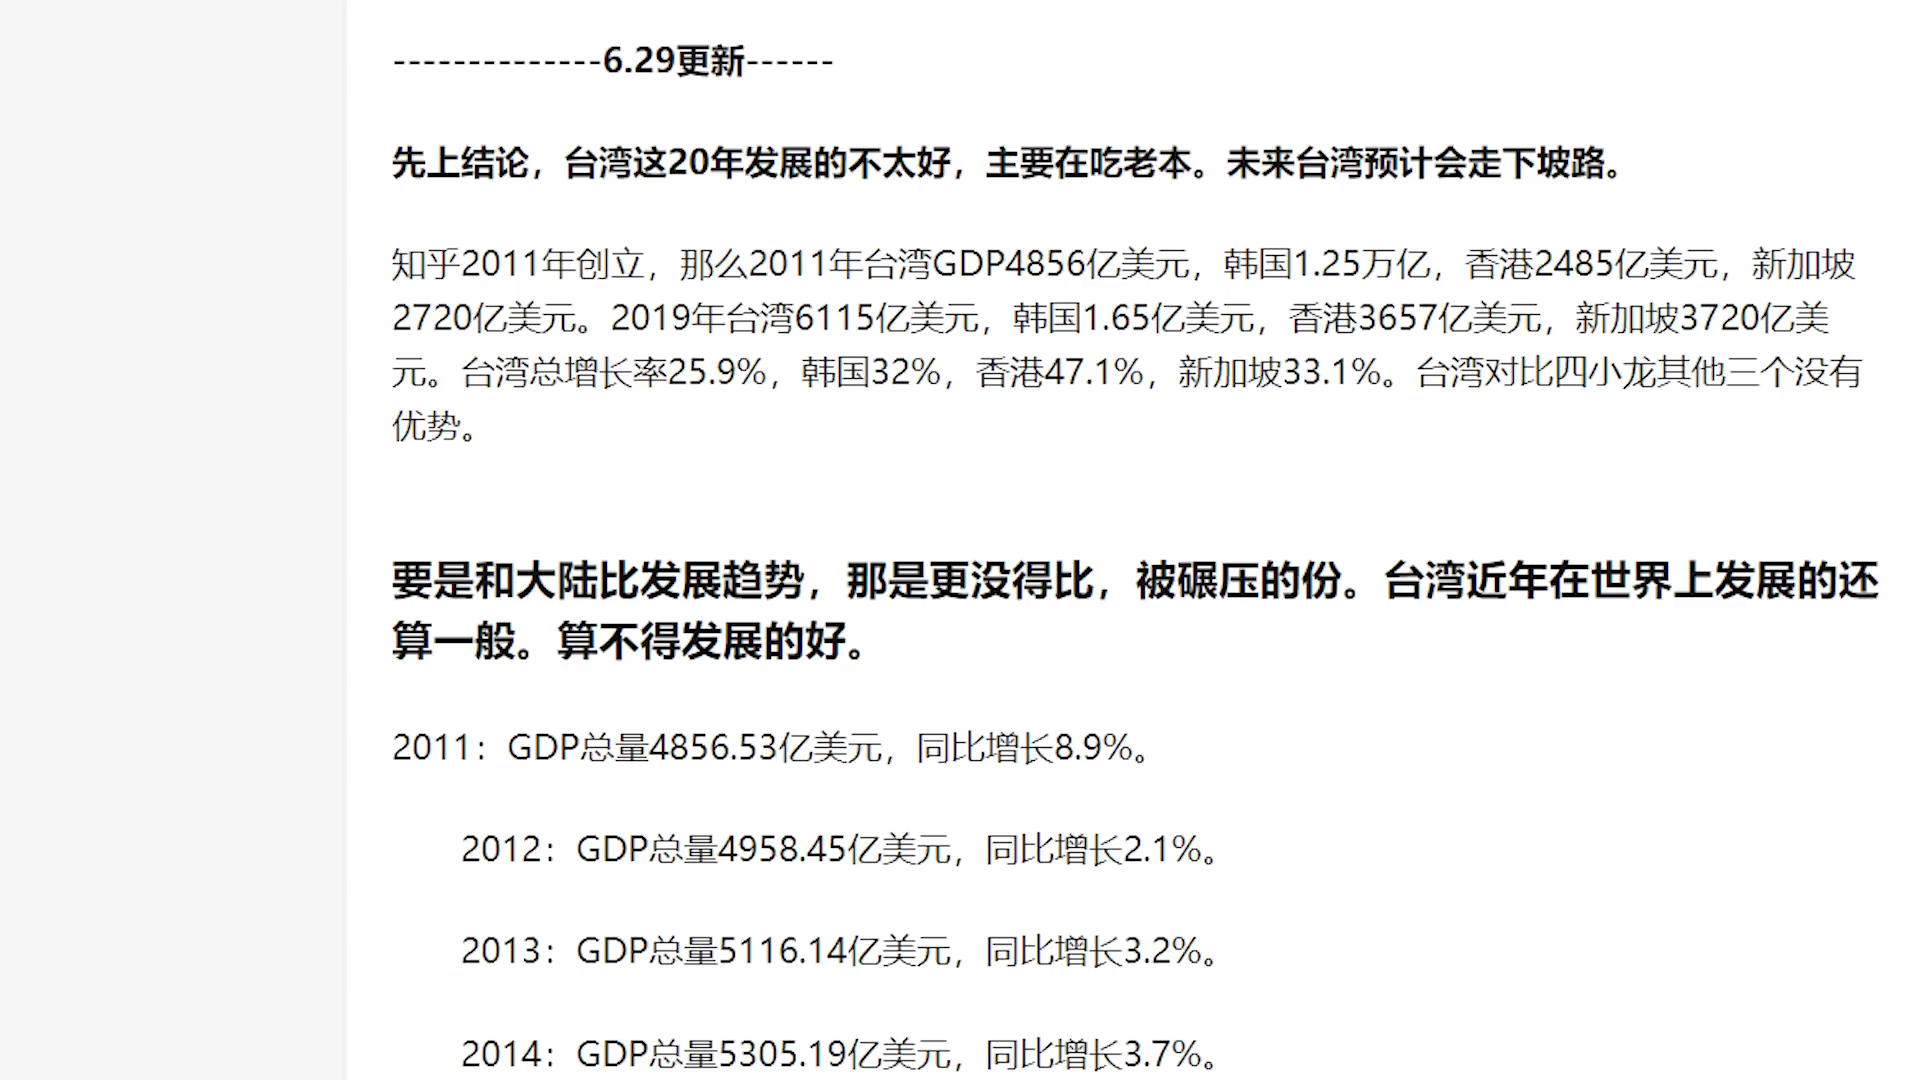 --------------6.29更新------
先上结论，台湾这20年发展的不太好，主要在吃老本。未来台湾预计会走下坡路。
知乎2011年创立，那么2011年台湾GDP4856亿美元，韩国1.25万亿，香港2485亿美元，新加坡
2720亿美元。2019年台湾6115亿美元，韩国1.65亿美元，香港3657亿美元，新加坡3720亿美
元。台湾总增长率25.9%，韩国32%，香港47.1%，新加坡33.1%。台湾对比四小龙其他三个没有
优势。
要是和大陆比发展趋势，那是更没得比，被碾压的份。台湾近年在世界上发展的还
算一般。算不得发展的好。
2011：GDP总量4856.53亿美元，同比增长8.9%。
2012：GDP总量4958.45亿美元，同比增长2.1%。
2013：GDP总量5116.14亿美元，同比增长3.2%。
2014：GDP总量5305.19亿美元，同比增长3.7%。